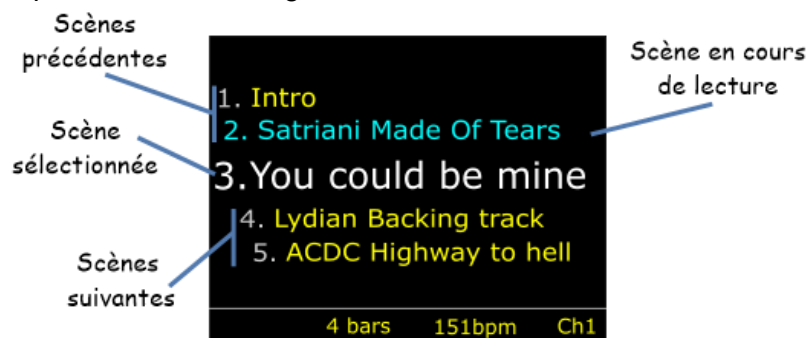 Scènes
précédentes
Scène
sélectionnée
Scènes
suivantes
1. Intro
2. Satriani Made Of Tears
3.You could be mine
4. Lydian Backing track
5. ACDC Highway to hell
4 bars 151bpm Ch1
Scène en cours
de lecture